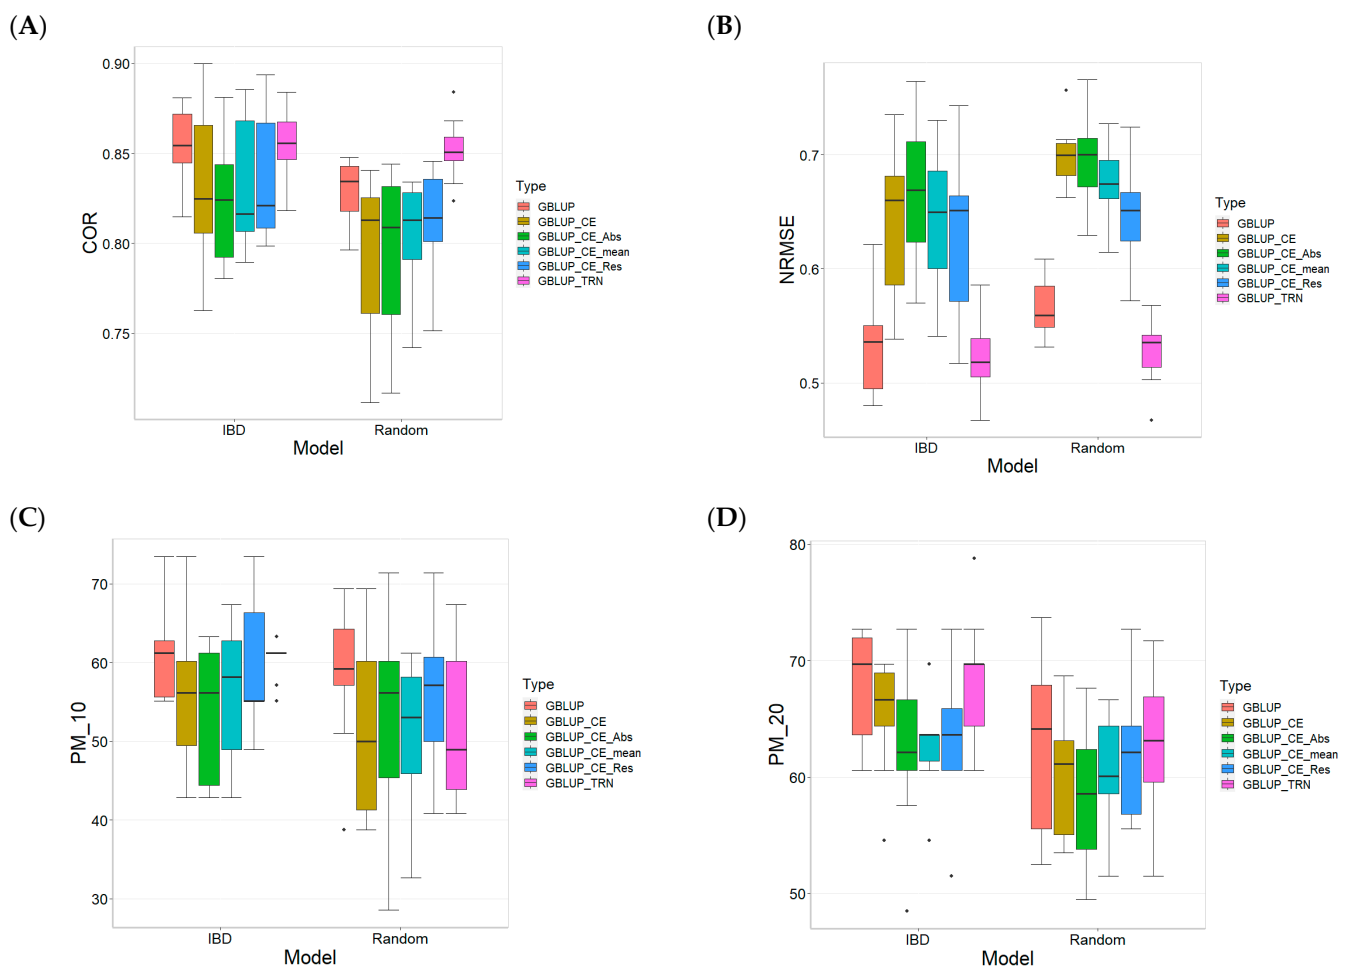 (A)
0.90
0.85
0.80
0.75
COR
IBD
Random
Model
Type
GBLUP
GBLUP_CE
GBLUP_CE_Abs
GBLUP_CE_mean
GBLUP_CE_Res
GBLUP_TRN
(B)
0.7
0.6
0.5
NRMSE
IBD
Random
Model
Type
GBLUP
GBLUP_CE
GBLUP_CE_Abs
GBLUP_CE_mean
GBLUP_CE_Res
GBLUP_TRN
(C)
70
60
50
40
30
PM_10
IBD
Random
Model
Type
GBLUP
GBLUP_CE
GBLUP_CE_Abs
GBLUP_CE_mean
GBLUP_CE_Res
GBLUP_TRN
(D)
80
70
60
50
PM_20
IBD
Random
Model
Type
GBLUP
GBLUP_CE
GBLUP_CE_Abs
GBLUP_CE_mean
GBLUP_CE_Res
GBLUP_TRN